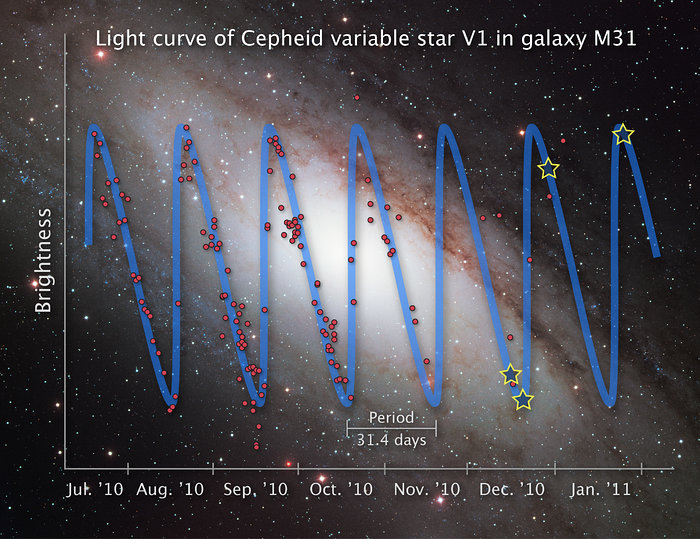 Light curve of Cepheid variable star V1 in galaxy M31
Brightness
Period
31.4 days
Jul. ’10 Aug. ’10 Sep. ’10 Oct. ’10 Nov. ’10 Dec. ’10 Jan. ’11